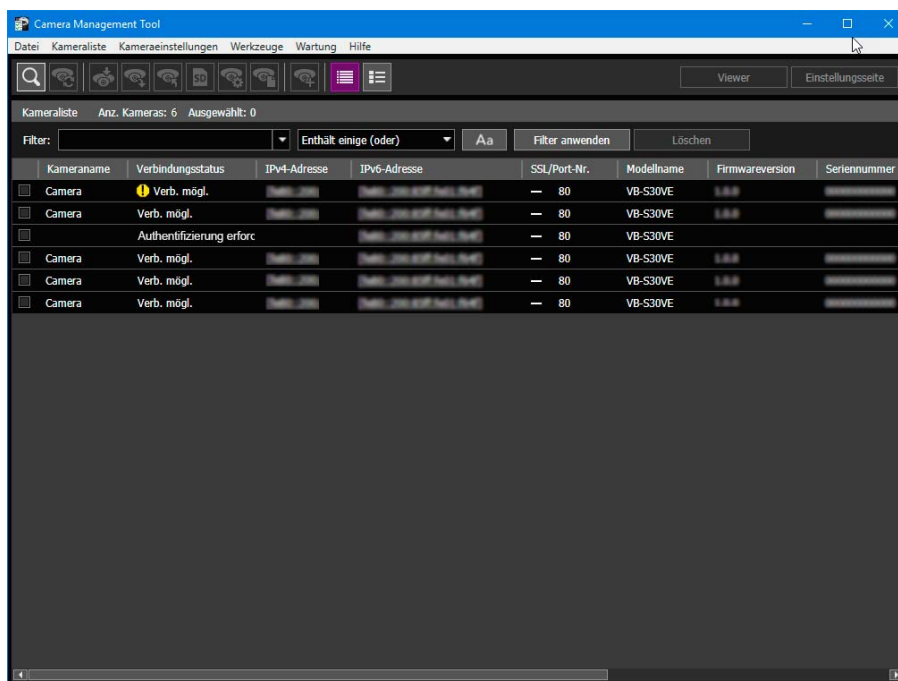 Camera Management Tool
Datei Kameraliste Kameraeinstellungen Werkzeuge Wartung Hilfe
SD Viewer Einstellungsseite
Kameraliste Anz. Kameras: 6 Ausgewählt: 0
Filter: Enthält einige (oder) Aa Filter anwenden Löschen
Kameraname Verbindungsstatus IPv4-Adresse IPv6-Adresse SSL/Port-Nr. Modellname Firmwareversion Seriennummer
Camera Verb. mögl. — 80 VB-S30VE
Camera Verb. mögl. — 80 VB-S30VE
Authentifizierung erforc — 80 VB-S30VE
Camera Verb. mögl. — 80 VB-S30VE
Camera Verb. mögl. — 80 VB-S30VE
Camera Verb. mögl. — 80 VB-S30VE